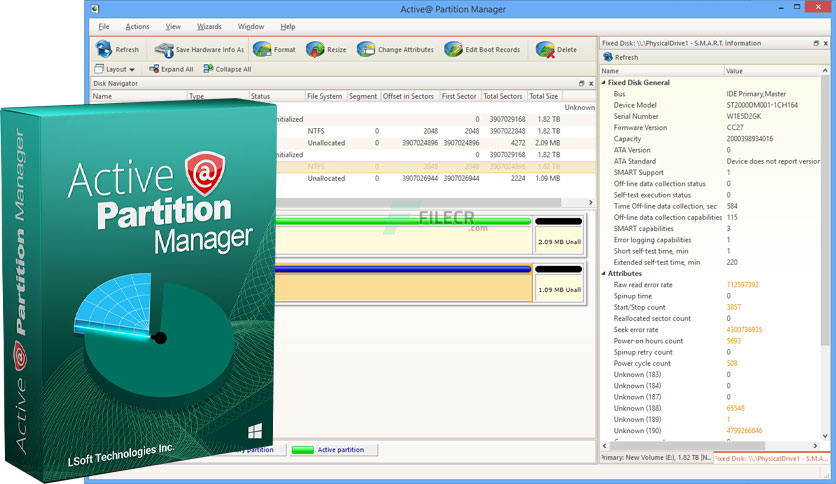 Active@ Partition Manager
File Actions View Wizards Window Help
Refresh Save Hardware Info As Format Resize Change Attributes Edit Boot Records Delete
Layout Expand All Collapse All
Disk Navigator
Name Type Status File System Segment Offset in Sectors First Sector Total Sectors Total Size
Unknown
initialized 0 3907029168 1.82 TB
NTFS 0 2048 2048 3907022848 1.82 TB
Unallocated 0 3907024896 3907024896 4272 2.09 MB
initialized 0 3907029168 1.82 TB
NTFS 0 2048 2048 1.82 TB
Unallocated 0 3907026944 3907026944 2224 1.09 MB
FILECR
.com
2.09 MB Unall
1.09 MB Unall
partition Active partition
Fixed Disk: \\.\PhysicalDrive1 - S.M.A.R.T. Information
Refresh
Name Value
Fixed Disk General
Bus IDE Primary,Master
Device Model ST2000DM001-1CH164
Serial Number W1E5D2GK
Firmware Version CC27
Capacity 2000398934016
ATA Version 0
ATA Standard Device does not report version
SMART Support 1
Off-line data collection status 0
Self-test execution status 0
Time Off-line data collection, sec 584
Off-line data collection capabilities 115
SMART capabilities 3
Error logging capabilities 1
Short self-test time, min 1
Extended self-test time, min 220
Attributes
Raw read error rate 112597392
Spinup time 0
Start/Stop count 3857
Reallocated sector count 0
Seek error rate 4300736935
Power-on hours count 5693
Spinup retry count 0
Power cycle count 508
Unknown (183) 0
Unknown (184) 0
Unknown (187) 0
Unknown (188) 65548
Unknown (189) 1
Unknown (190) 4799266846
Primary: New Volume (E:), 1.82 TB [N... Fixed Disk: \\.\PhysicalDrive1 - S.M.A...
Active @ Partition Manager
Active @
Partition
Manager
LSoft Technologies Inc.